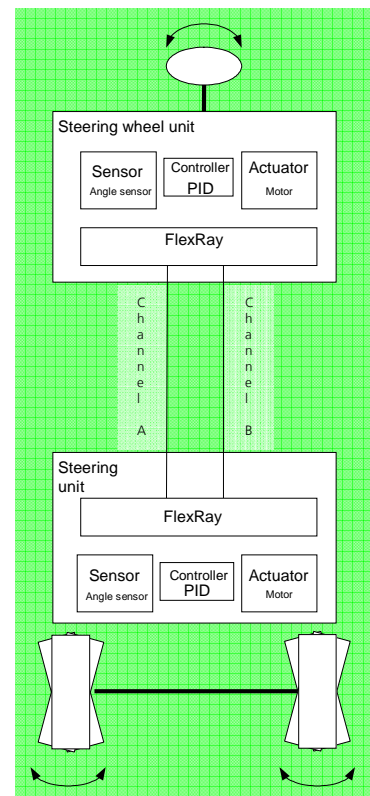 Steering wheel unit
Sensor
Angle sensor
Controller
PID
Actuator
Motor
FlexRay
Channel A
Channel B
Steering
unit
FlexRay
Sensor
Angle sensor
Controller
PID
Actuator
Motor